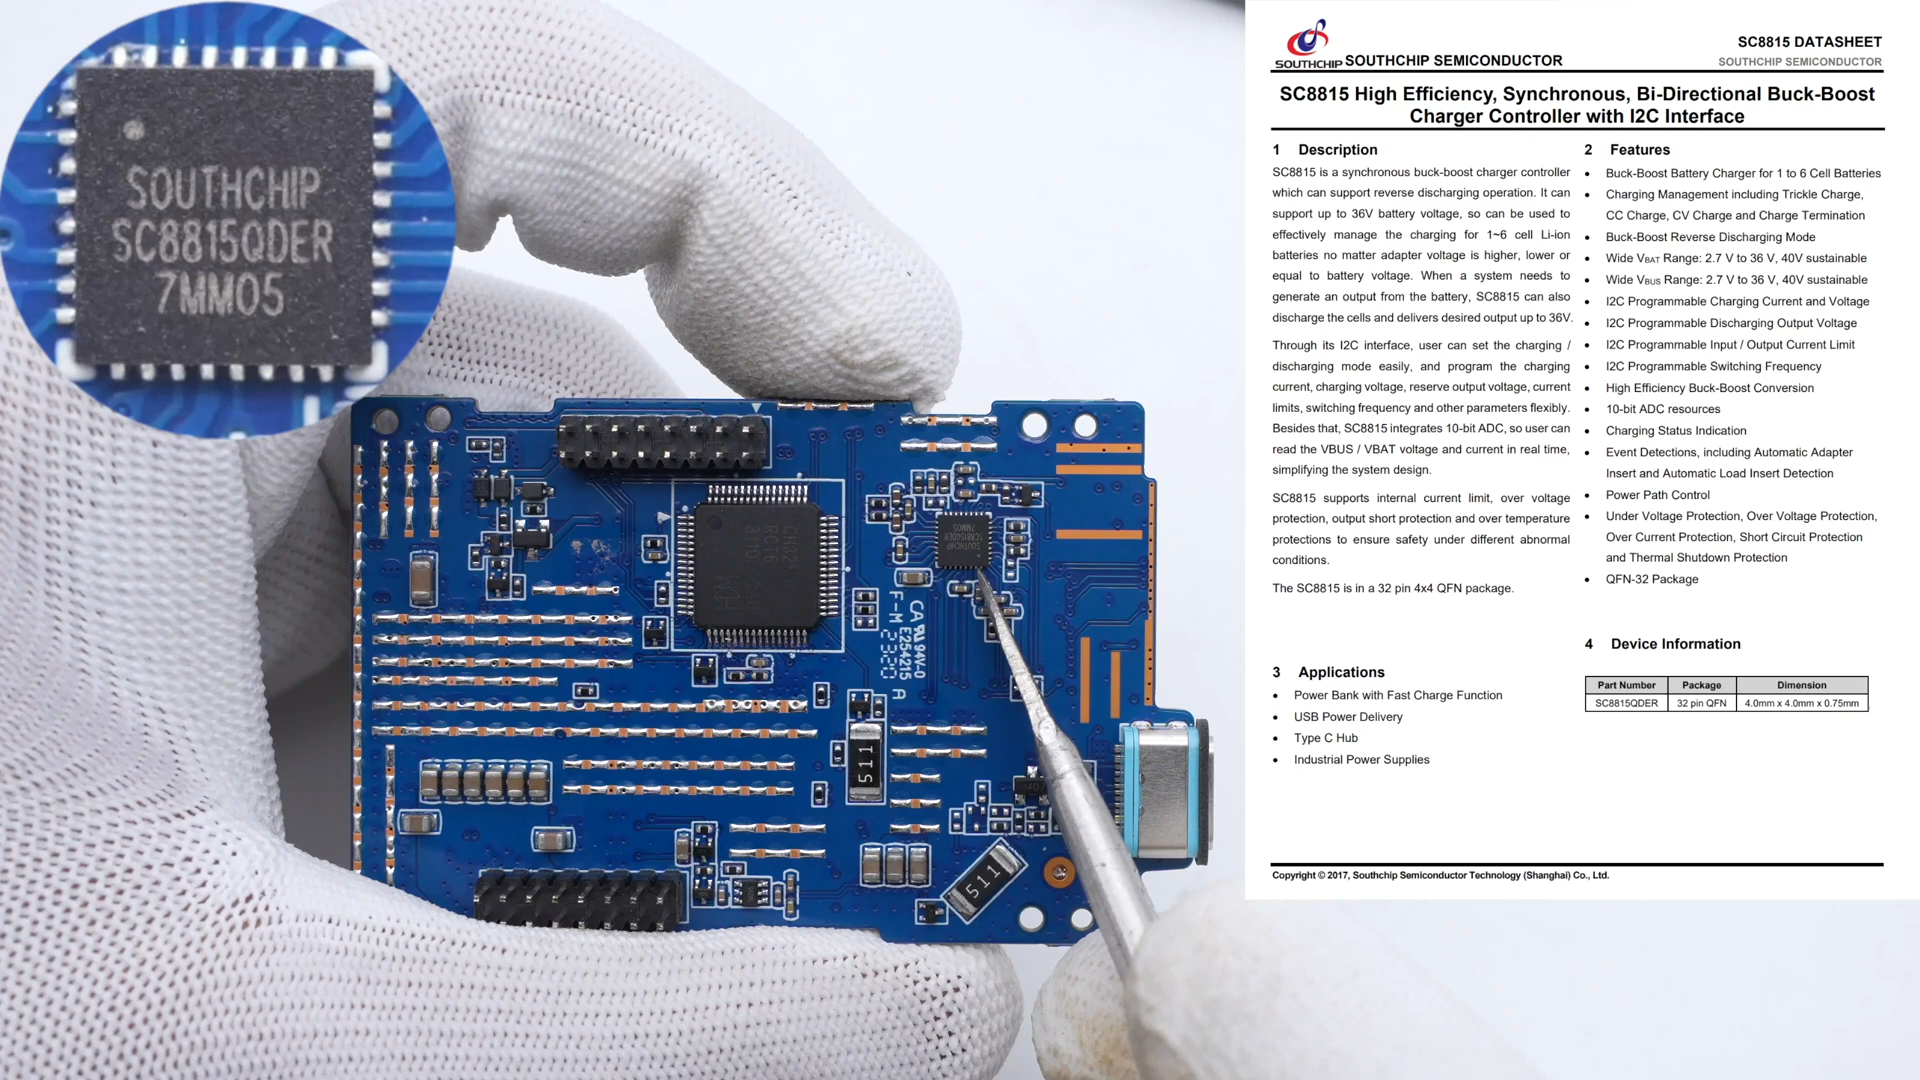 SOUTHCHIP
SC8815QDER
7MM05
SOUTHCHIP SOUTHCHIP SEMICONDUCTOR
SC8815 DATASHEET
SOUTHCHIP SEMICONDUCTOR
SC8815 High Efficiency, Synchronous, Bi-Directional Buck-Boost
Charger Controller with I2C Interface
1 Description
SC8815 is a synchronous buck-boost charger controller
which can support reverse discharging operation. It can
support up to 36V battery voltage, so can be used to
effectively manage the charging for 1~6 cell Li-ion
batteries no matter adapter voltage is higher, lower or
equal to battery voltage. When a system needs to
generate an output from the battery, SC8815 can also
discharge the cells and delivers desired output up to 36V.
Through its I2C interface, user can set the charging /
discharging mode easily, and program the charging
current, charging voltage, reserve output voltage, current
limits, switching frequency and other parameters flexibly.
Besides that, SC8815 integrates 10-bit ADC, so user can
read the VBUS / VBAT voltage and current in real time,
simplifying the system design.
SC8815 supports internal current limit, over voltage
protection, output short protection and over temperature
protections to ensure safety under different abnormal
conditions.
The SC8815 is in a 32 pin 4x4 QFN package.
3 Applications
• Power Bank with Fast Charge Function
• USB Power Delivery
• Type C Hub
• Industrial Power Supplies
2 Features
• Buck-Boost Battery Charger for 1 to 6 Cell Batteries
• Charging Management including Trickle Charge,
CC Charge, CV Charge and Charge Termination
• Buck-Boost Reverse Discharging Mode
• Wide VBAT Range: 2.7 V to 36 V, 40V sustainable
• Wide VBUS Range: 2.7 V to 36 V, 40V sustainable
• I2C Programmable Charging Current and Voltage
• I2C Programmable Discharging Output Voltage
• I2C Programmable Input / Output Current Limit
• I2C Programmable Switching Frequency
• High Efficiency Buck-Boost Conversion
• 10-bit ADC resources
• Charging Status Indication
• Event Detections, including Automatic Adapter
Insert and Automatic Load Insert Detection
• Power Path Control
• Under Voltage Protection, Over Voltage Protection,
Over Current Protection, Short Circuit Protection
and Thermal Shutdown Protection
• QFN-32 Package
4 Device Information
Part Number Package Dimension
SC8815QDER 32 pin QFN 4.0mm x 4.0mm x 0.75mm
Copyright © 2017, Southchip Semiconductor Technology (Shanghai) Co., Ltd.
SOUTHCHIP
SC8815QDER
7MM05
CH32
94V-0
E254215
F-M
2320
A
511
511